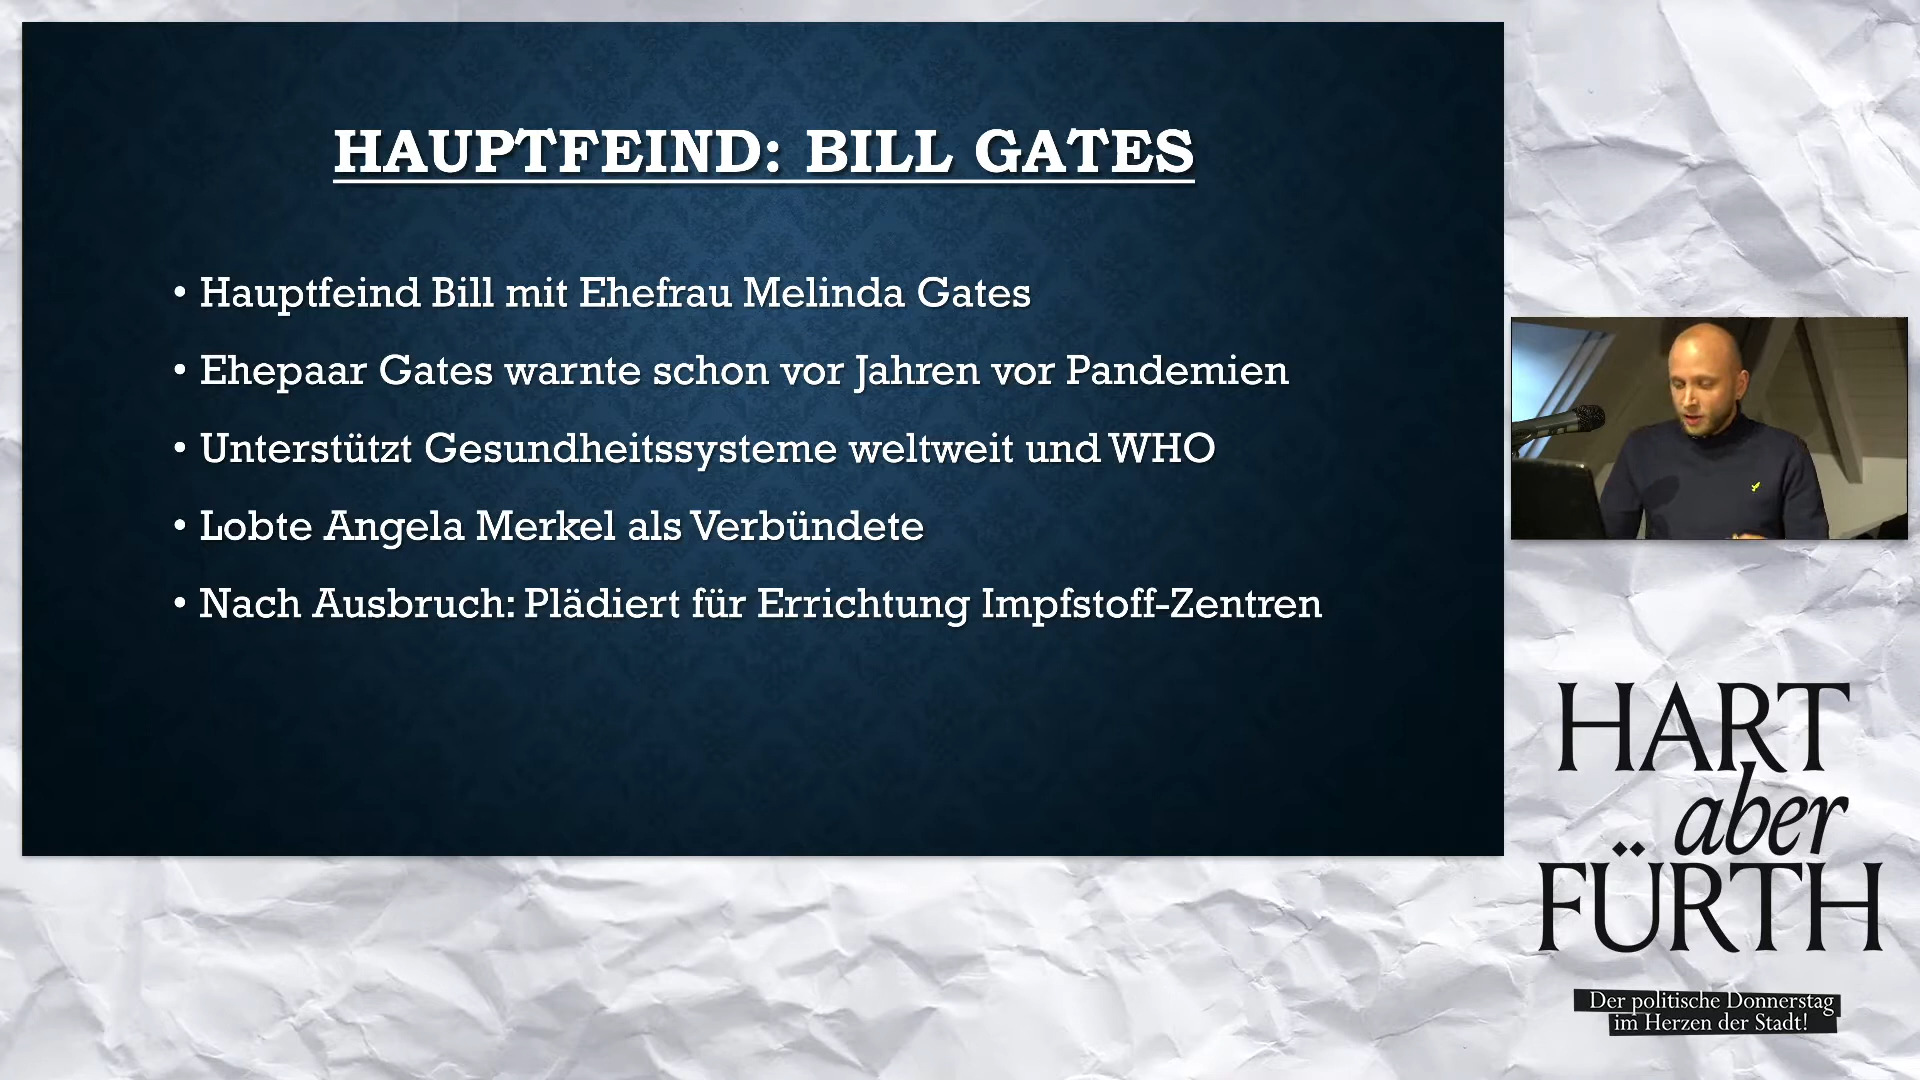 HAUPTFEIND: BILL GATES
• Hauptfeind Bill mit Ehefrau Melinda Gates
• Ehepaar Gates warnte schon vor Jahren vor Pandemien
• Unterstützt Gesundheitssysteme weltweit und WHO
• Lobte Angela Merkel als Verbündete
• Nach Ausbruch: Plädiert für Errichtung Impfstoff-Zentren
HART
aber
FÜRTH
Der politische Donnerstag
im Herzen der Stadt!